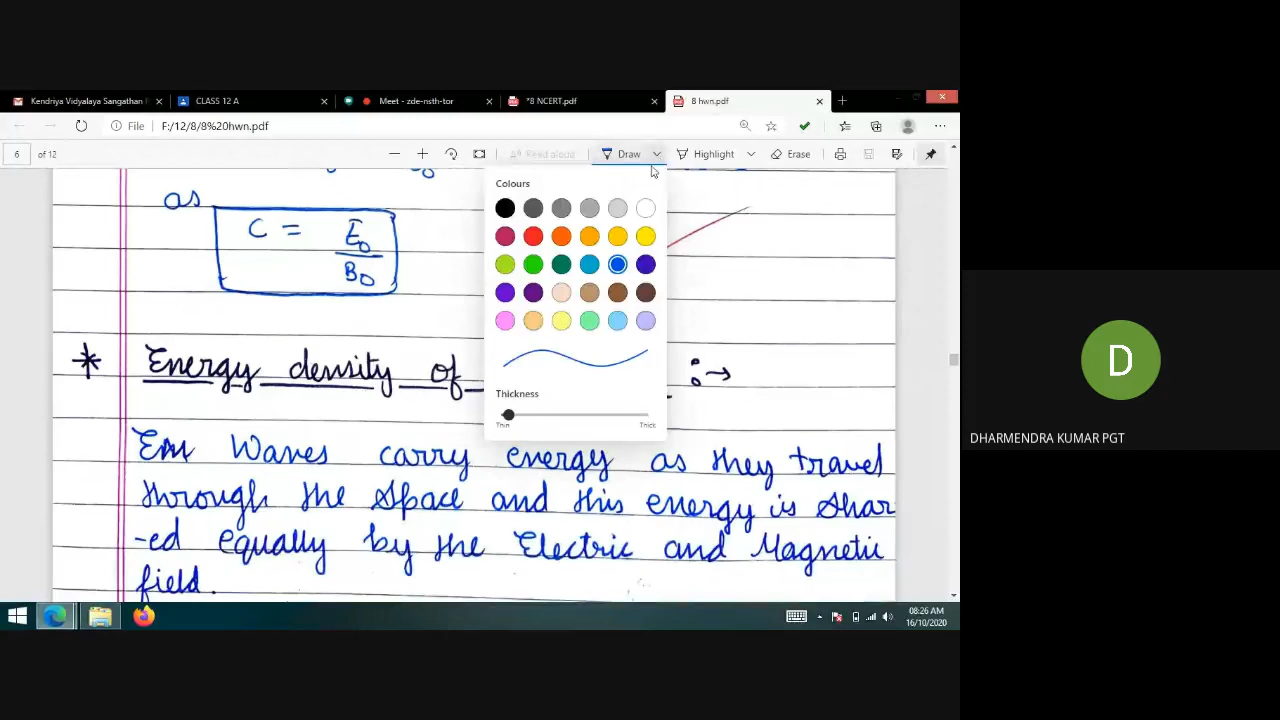 Kendriya Vidyalaya Sangathan
CLASS 12 A
Meet - zde-nsth-tor
*8 NCERT.pdf
8 hwn.pdf
File
F:/12/8/8%20hwn.pdf
6
of 12
Read aloud
Draw
Highlight
Erase
Colours
as
C = E0
B0
* Energy density of :→
Thickness
Thin
Thick
Em Waves carry energy as they travel
through the Space and this energy is Shar
-ed equally by the Electric and Magnetic
field.
08:26 AM
16/10/2020
D
DHARMENDRA KUMAR PGT